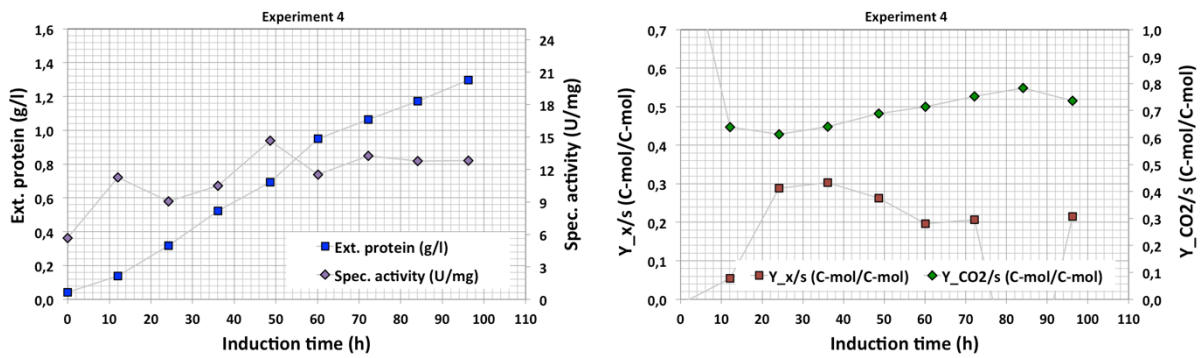 Experiment 4
Ext. protein (g/l)
1,6
1,4
1,2
1,0
0,8
0,6
0,4
0,2
0,0
24
21
18
15
12
9
6
3
0
Spec. activity (U/mg)
Ext. protein (g/l)
Spec. activity (U/mg)
0 10 20 30 40 50 60 70 80 90 100 110
Induction time (h)
Experiment 4
Y_x/s (C-mol/C-mol)
0,7
0,6
0,5
0,4
0,3
0,2
0,1
0,0
1,0
0,9
0,8
0,7
0,6
0,5
0,4
0,3
0,2
0,1
0,0
Y_CO2/s (C-mol/C-mol)
Y_x/s (C-mol/C-mol) Y_CO2/s (C-mol/C-mol)
0 10 20 30 40 50 60 70 80 90 100 110
Induction time (h)